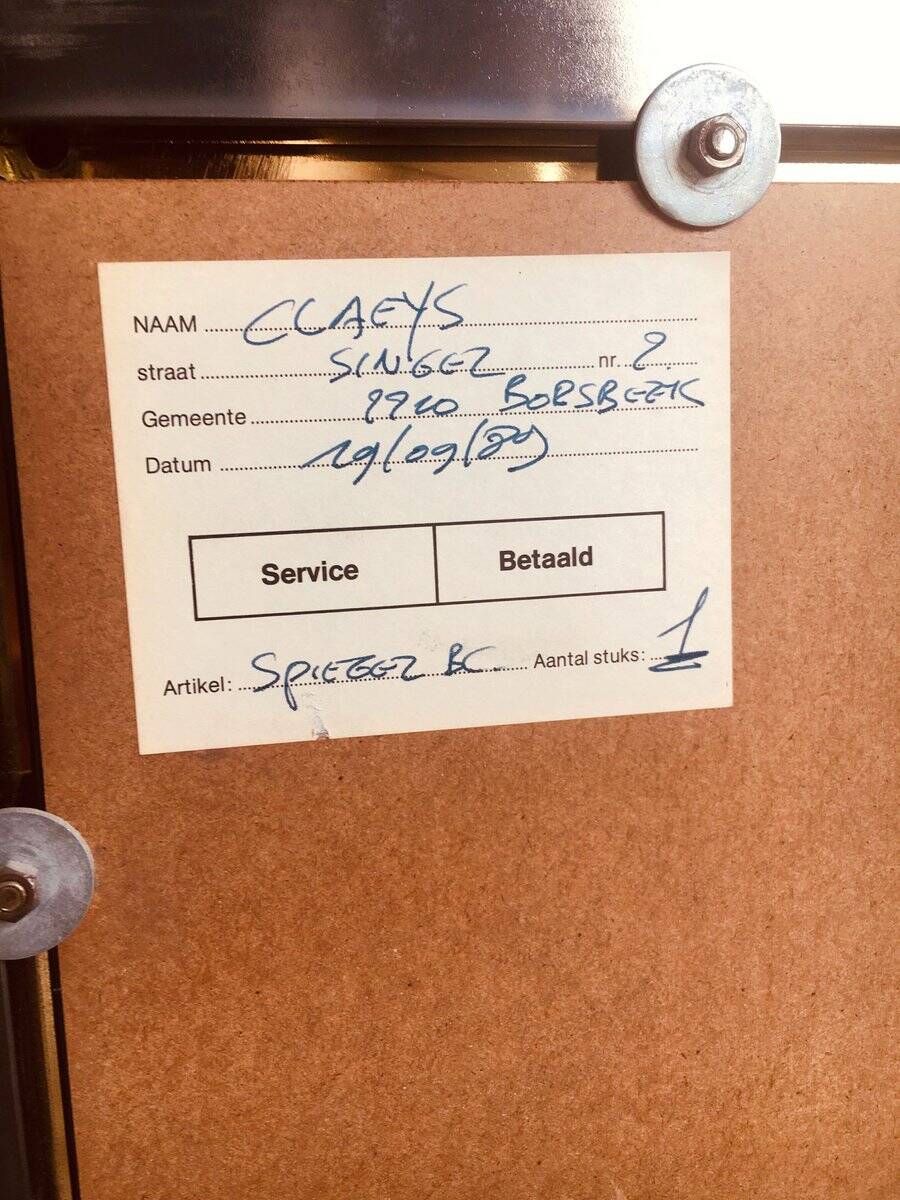 NAAM CLAEYS
straat SINGEL nr. 2
Gemeente BORSBEEK
Datum 19/09/89
Service Betaald
Artikel: SPIEGEL BC Aantal stuks: 1